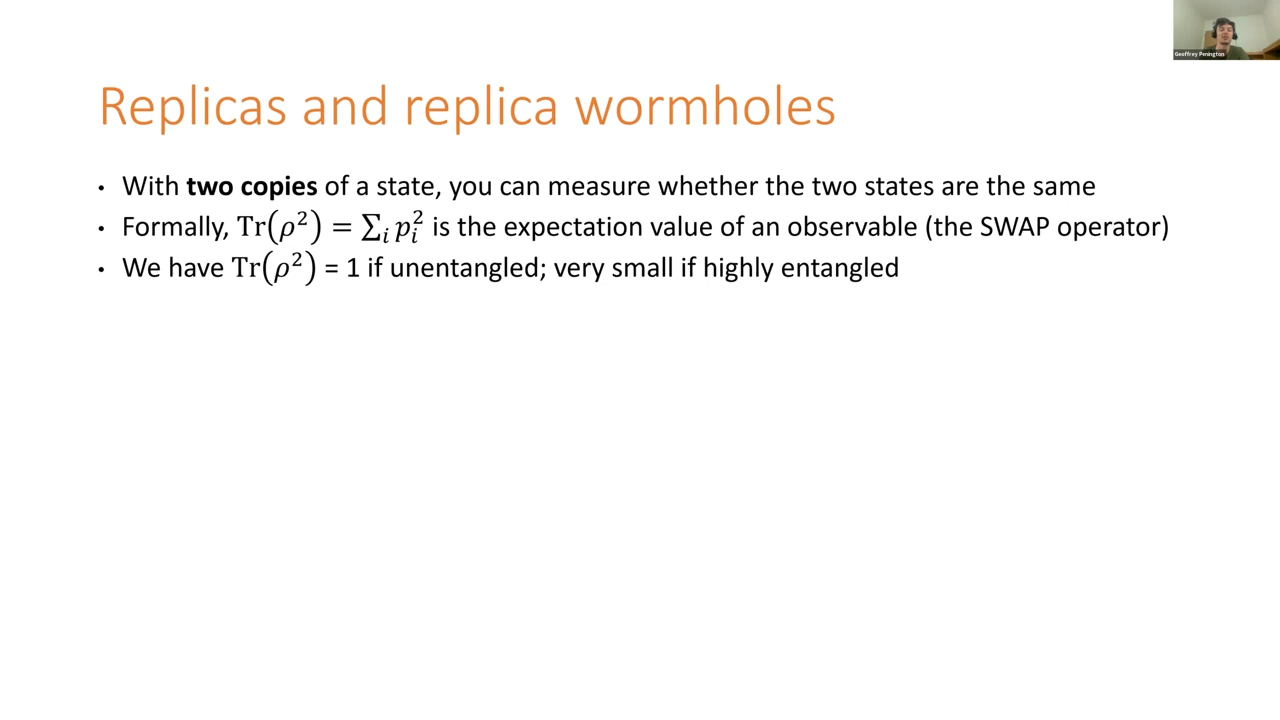 Geoffrey Penington
Replicas and replica wormholes
• With two copies of a state, you can measure whether the two states are the same
• Formally, Tr(ρ²) = ∑ᵢ pᵢ² is the expectation value of an observable (the SWAP operator)
• We have Tr(ρ²) = 1 if unentangled; very small if highly entangled